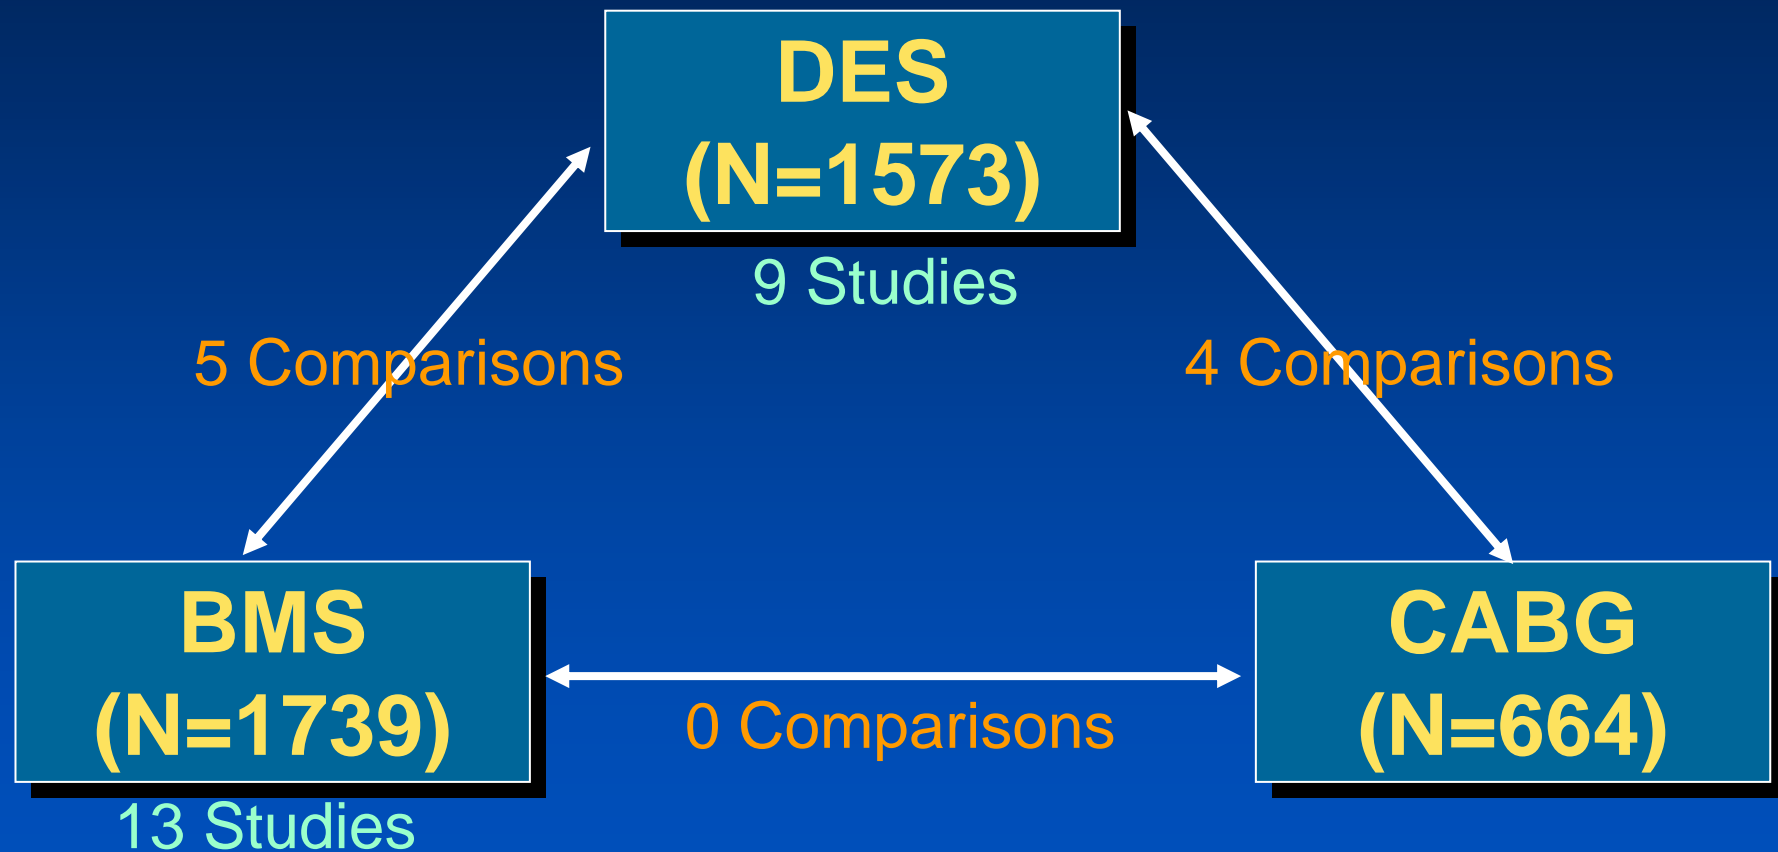 DES
(N=1573)
9 Studies
5 Comparisons
4 Comparisons
BMS
(N=1739)
13 Studies
0 Comparisons
CABG
(N=664)